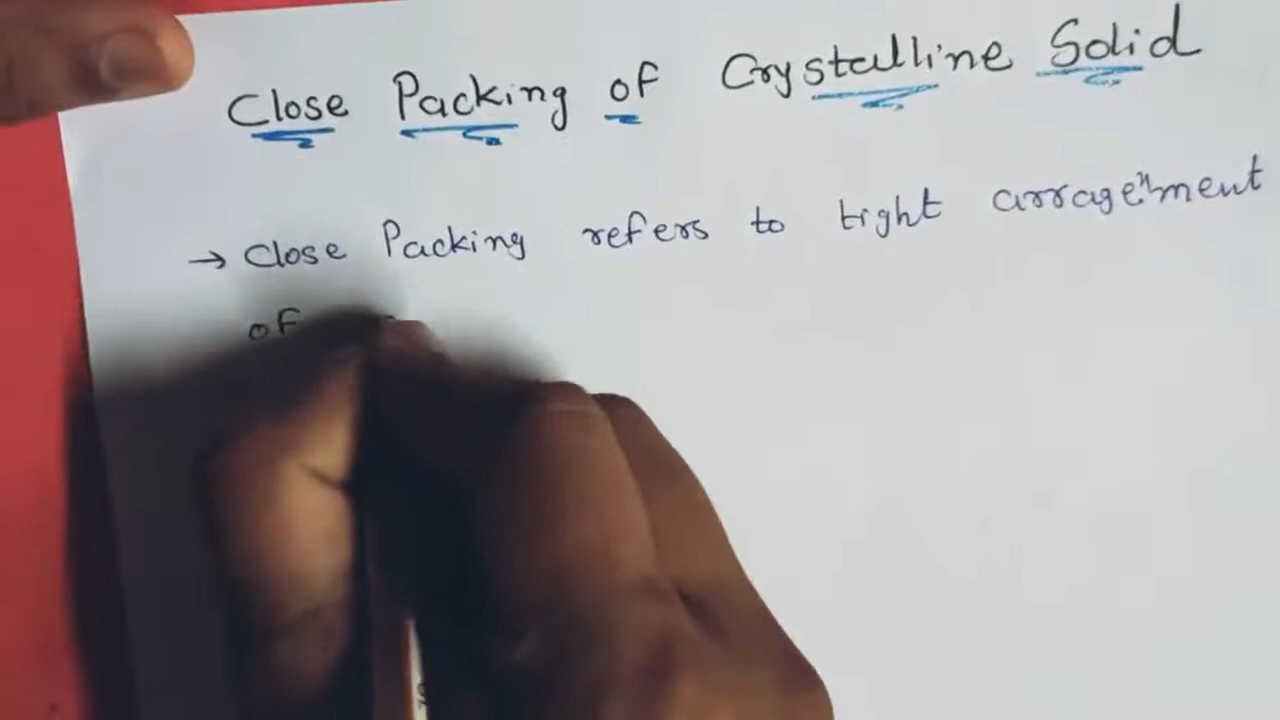 Close Packing of Crystalline Solid
→ Close Packing refers to tight arragement
of